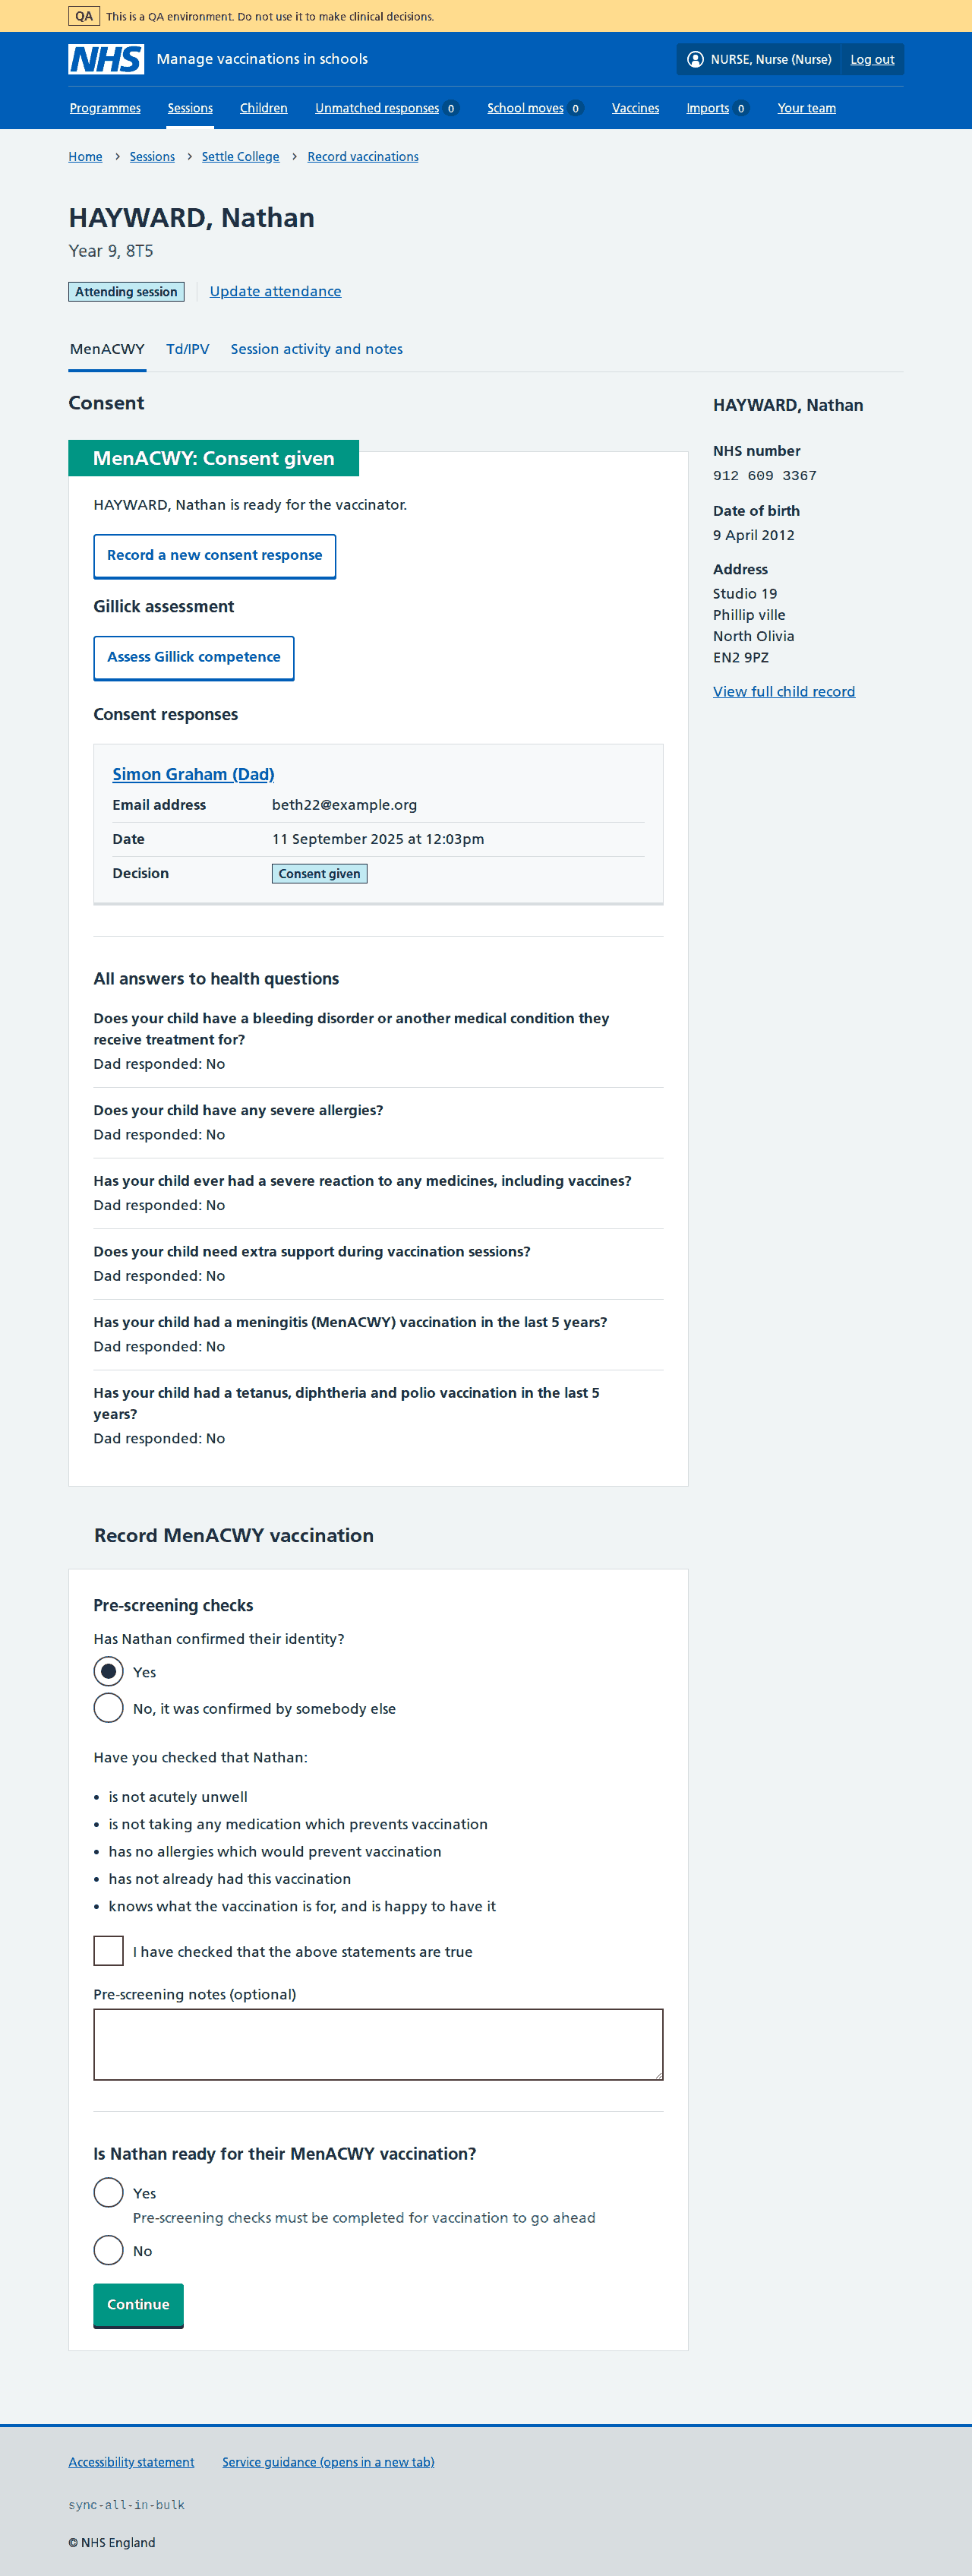 QA This is a QA environment. Do not use it to make clinical decisions.
NHS Manage vaccinations in schools NURSE, Nurse (Nurse) Log out
Programmes Sessions Children Unmatched responses 0 School moves 0 Vaccines Imports 0 Your team
Home > Sessions > Settle College > Record vaccinations
HAYWARD, Nathan
Year 9, 8T5
Attending session Update attendance
MenACWY Td/IPV Session activity and notes
Consent
MenACWY: Consent given
HAYWARD, Nathan is ready for the vaccinator.
Record a new consent response
Gillick assessment
Assess Gillick competence
Consent responses
Simon Graham (Dad)
Email address beth22@example.org
Date 11 September 2025 at 12:03pm
Decision Consent given
All answers to health questions
Does your child have a bleeding disorder or another medical condition they
receive treatment for?
Dad responded: No
Does your child have any severe allergies?
Dad responded: No
Has your child ever had a severe reaction to any medicines, including vaccines?
Dad responded: No
Does your child need extra support during vaccination sessions?
Dad responded: No
Has your child had a meningitis (MenACWY) vaccination in the last 5 years?
Dad responded: No
Has your child had a tetanus, diphtheria and polio vaccination in the last 5
years?
Dad responded: No
HAYWARD, Nathan
NHS number
912 609 3367
Date of birth
9 April 2012
Address
Studio 19
Phillip ville
North Olivia
EN2 9PZ
View full child record
Record MenACWY vaccination
Pre-screening checks
Has Nathan confirmed their identity?
Yes
No, it was confirmed by somebody else
Have you checked that Nathan:
• is not acutely unwell
• is not taking any medication which prevents vaccination
• has no allergies which would prevent vaccination
• has not already had this vaccination
• knows what the vaccination is for, and is happy to have it
I have checked that the above statements are true
Pre-screening notes (optional)
Is Nathan ready for their MenACWY vaccination?
Yes
Pre-screening checks must be completed for vaccination to go ahead
No
Continue
Accessibility statement Service guidance (opens in a new tab)
sync-all-in-bulk
© NHS England